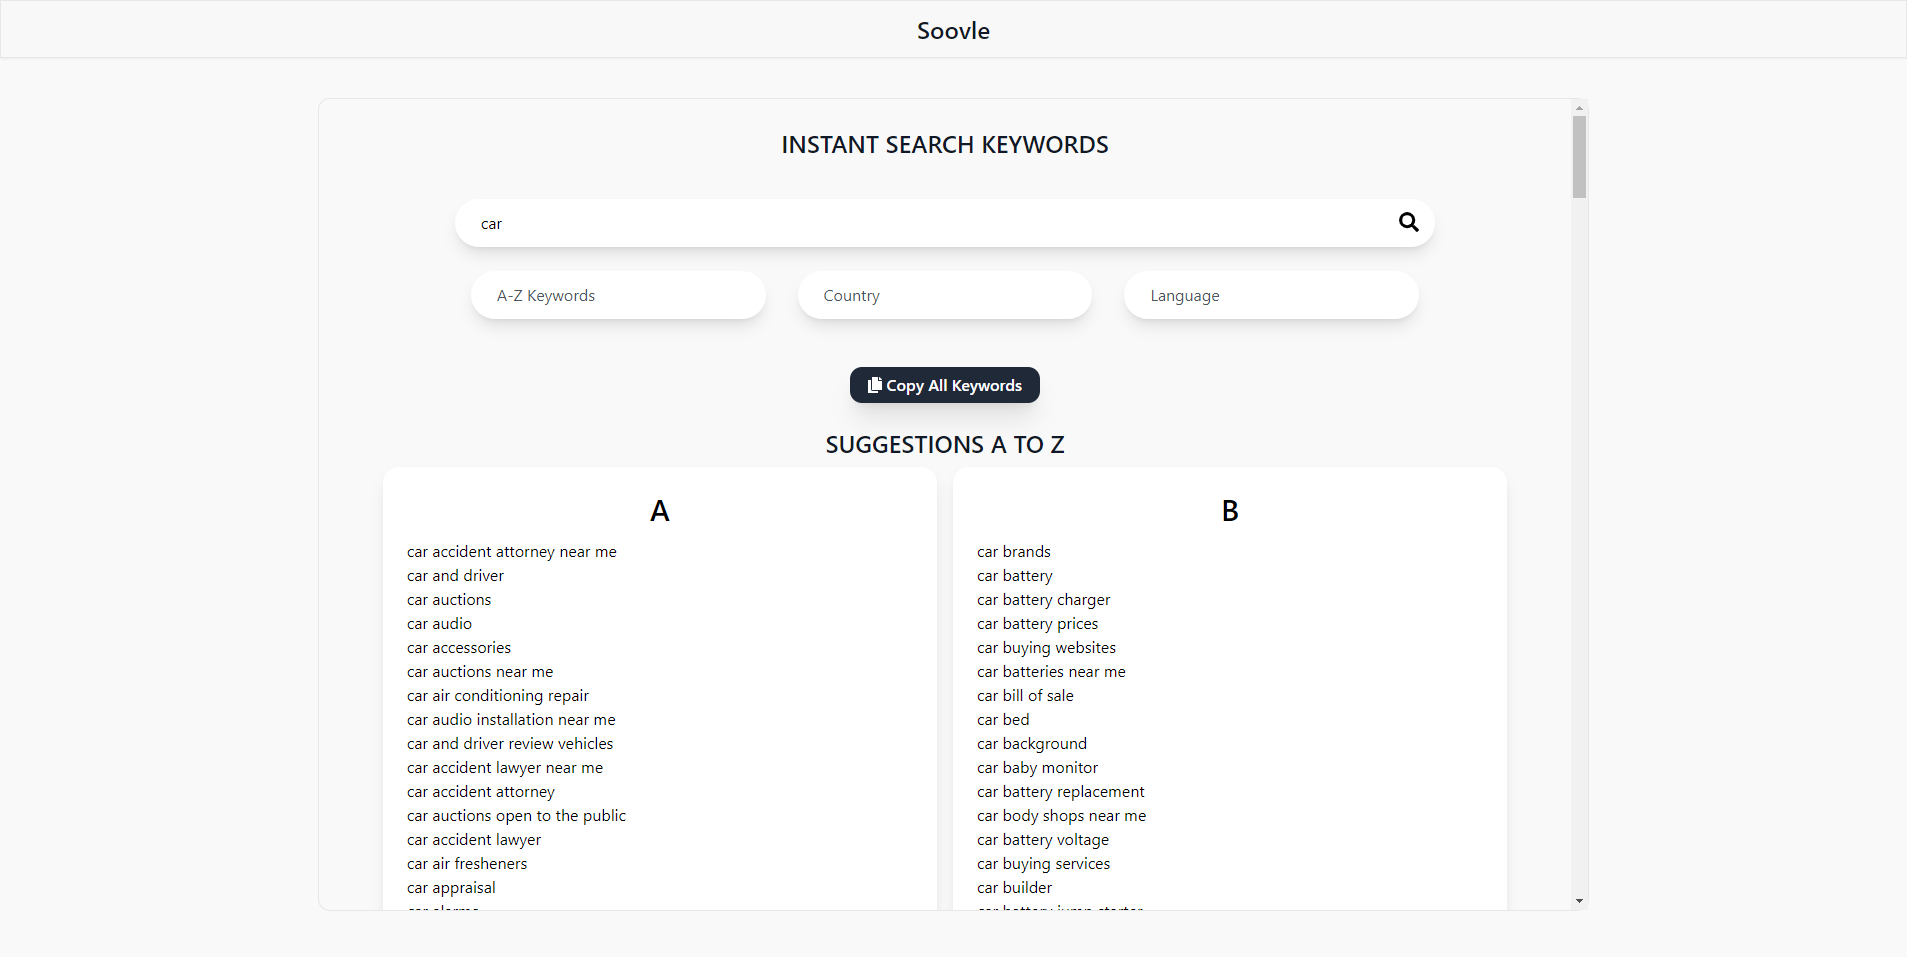 Soovle
INSTANT SEARCH KEYWORDS
car
A-Z Keywords
Country
Language
Copy All Keywords
SUGGESTIONS A TO Z
A
car accident attorney near me
car and driver
car auctions
car audio
car accessories
car auctions near me
car air conditioning repair
car audio installation near me
car and driver review vehicles
car accident lawyer near me
car accident attorney
car auctions open to the public
car accident lawyer
car air fresheners
car appraisal
B
car brands
car battery
car battery charger
car battery prices
car buying websites
car batteries near me
car bill of sale
car bed
car background
car baby monitor
car battery replacement
car body shops near me
car battery voltage
car buying services
car builder